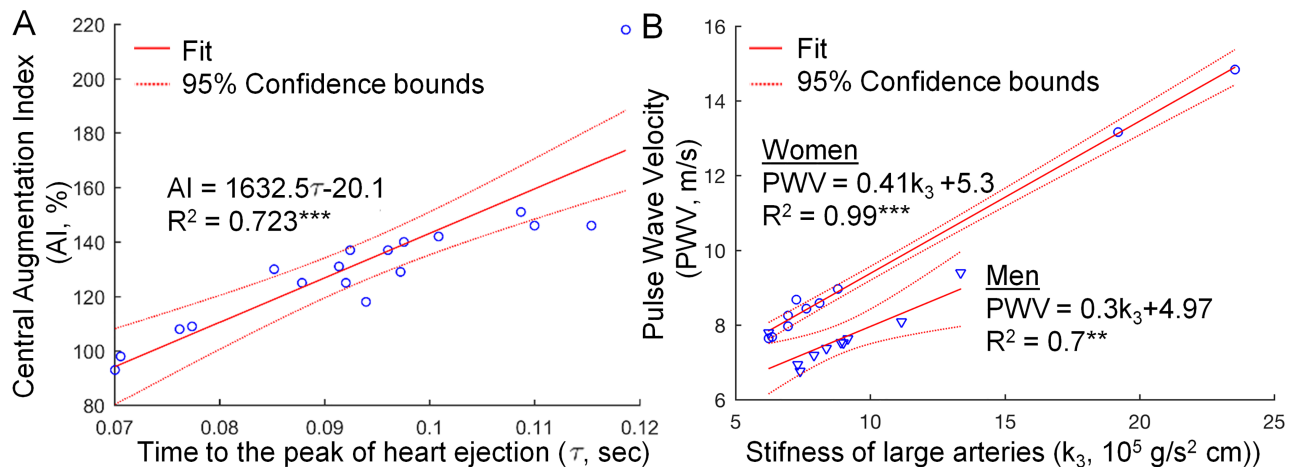 A
220
200
180
160
140
120
100
80
Central Augmentation Index
(AI, %)
Fit
95% Confidence bounds
AI = 1632.5τ-20.1
R² = 0.723***
0.07
0.08
0.09
0.1
0.11
0.12
Time to the peak of heart ejection (τ, sec)
B
16
14
12
10
8
6
4
Pulse Wave Velocity
(PWV, m/s)
Fit
95% Confidence bounds
Women
PWV = 0.41k₃ +5.3
R² = 0.99***
Men
PWV = 0.3k₃+4.97
R² = 0.7**
5
10
15
20
25
Stifness of large arteries (k₃, 10⁵ g/s² cm))